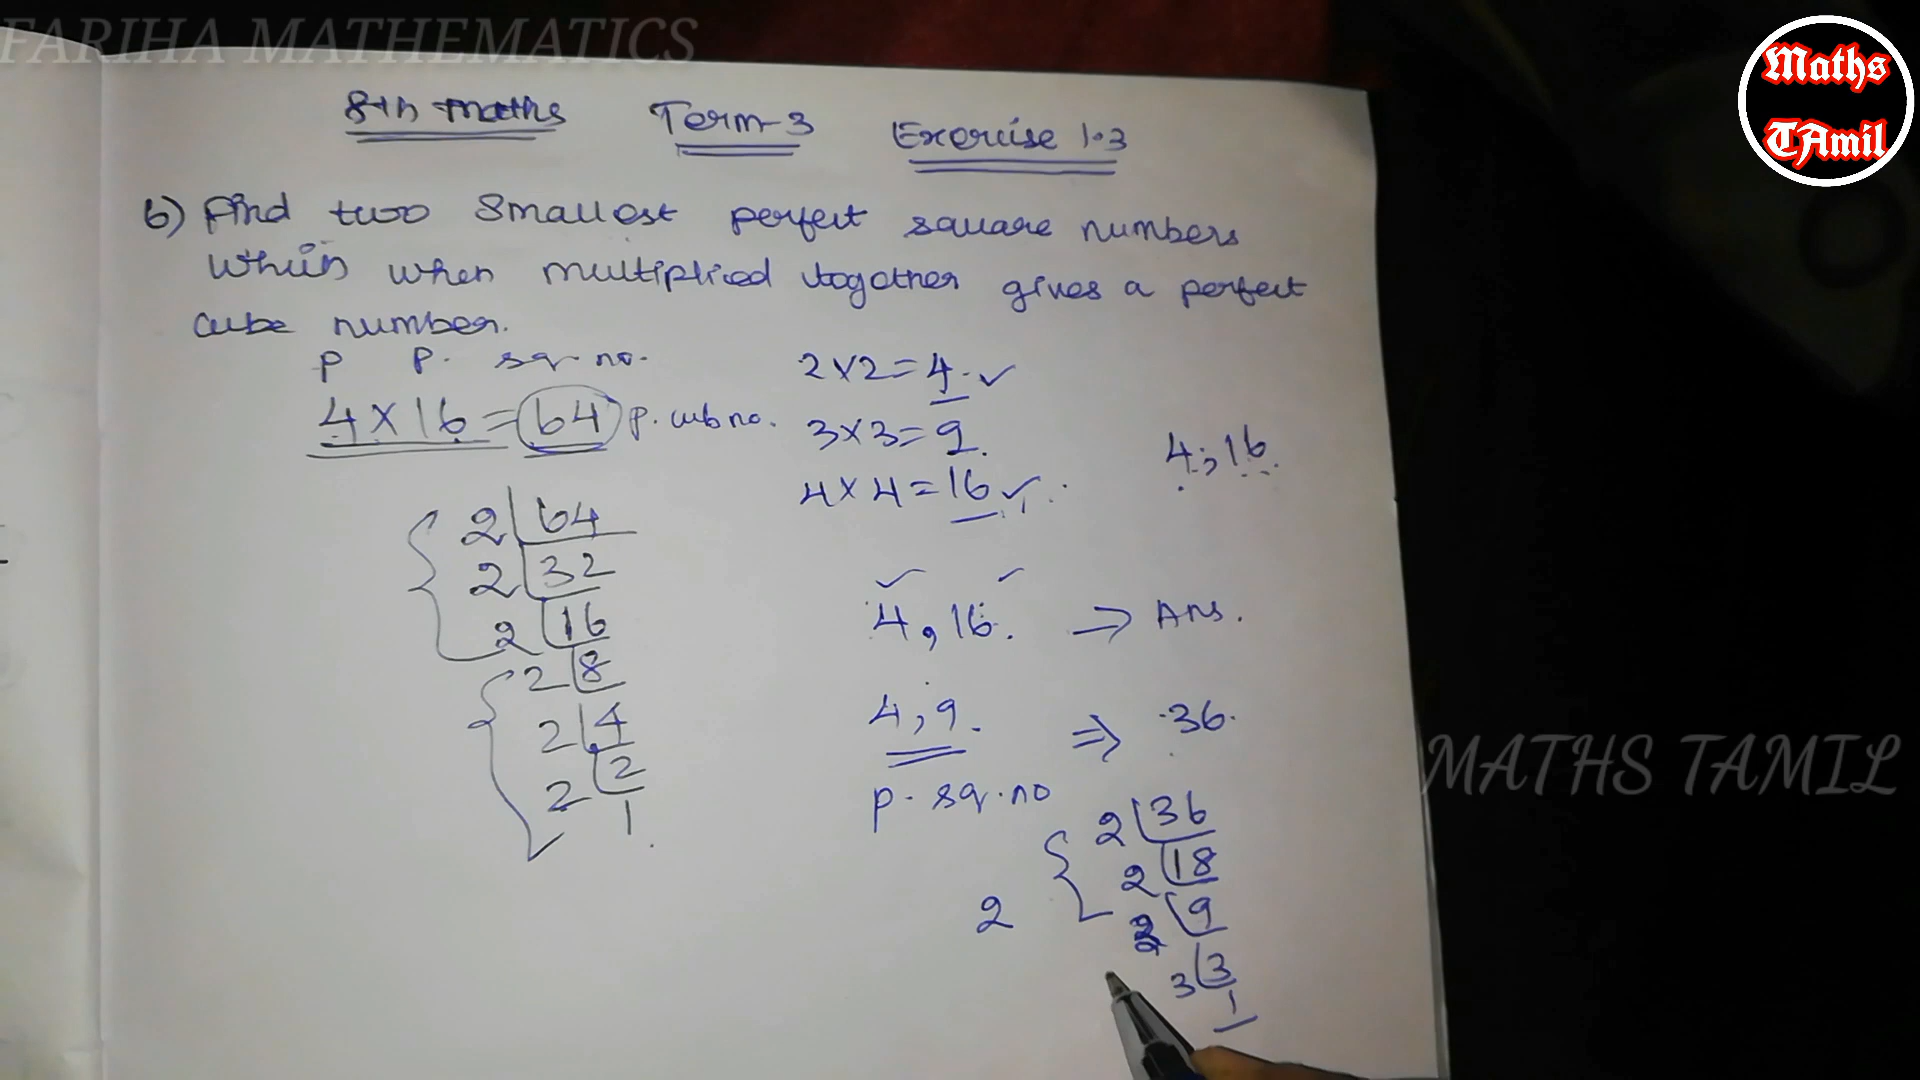 FARIHA MATHEMATICS
Maths
TAmil
8th maths Term-3 Exercise 1.3
6) Find two smallest perfect square numbers
which when multiplied together gives a perfect
cube number.
P P. sq. no.
4 × 16 = 64 p. cub no.
2×2=4. ✓
3×3=9.
4×4=16 ✓
4, 16
2 | 64
2 | 32
2 | 16
2 | 8
2 | 4
2 | 2
1
✓ ✓
4, 16. ⇒ Ans.
4, 9. ⇒ 36.
p. sq. no
2 | 36
2 | 18
3 | 9
3 | 3
1
2
MATHS TAMIL